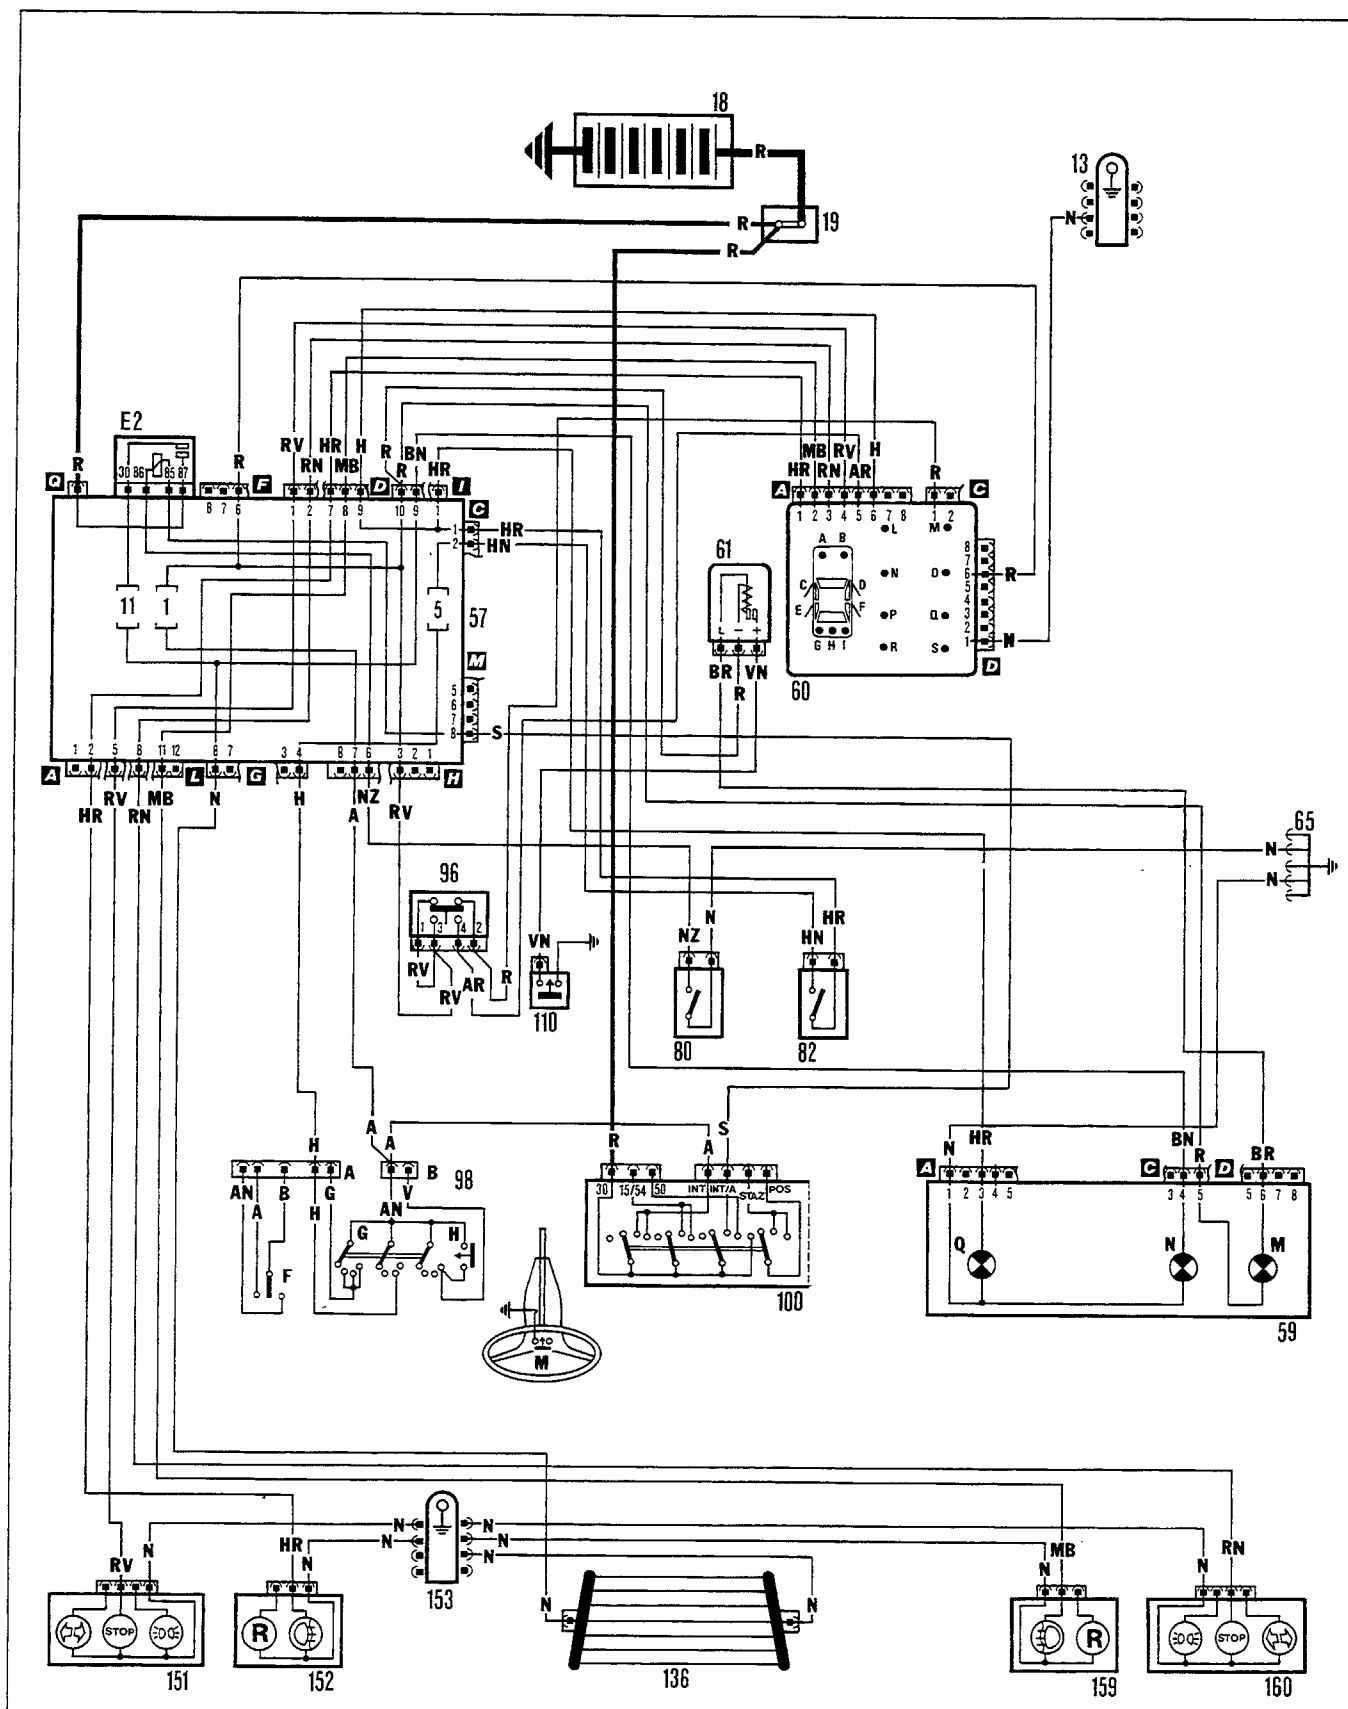 18
R
19
R
R
13
N
E2
30 86 85 87
R
Q
R
F
RV
RN
HR
MB
H
D
R
R
BN
HR
I
8 7 6
1 2 7 8 9
10 9
1
C
1
2
HR
HN
11
1
5
57
M
5
6
7
8
S
1 2 5 8 11 12 8 7 3 4 8 7 6 3 2 1
A
L
G
H
HR
RV
RN
MB
N
H
A
NZ
RV
61
L − +
BR
R
VN
HR
MB
RN
RV
AR
H
R
A
C
1 2 3 4 5 6 7 8
1 2
L
M
A B
C D
E F
G H I
N
O
P
Q
R
S
8
7
6
5
4
3
2
1
R
N
D
60
96
1 3 4 2
RV
RV
AR
R
VN
110
NZ
N
80
HN
HR
82
N
N
65
H
A
A
A
B
98
AN
A
B
H
G
AN
V
F
G
H
M
R
A
S
30 15/54 50
INT INT/A STAZ POS
100
A
N
HR
C
BN
R
D
BR
1 2 3 4 5
3 4 5
5 6 7 8
Q
N
M
59
RV
N
STOP
151
HR
N
R
152
N
N
N
N
N
153
N
N
136
N
MB
R
159
N
RN
STOP
160